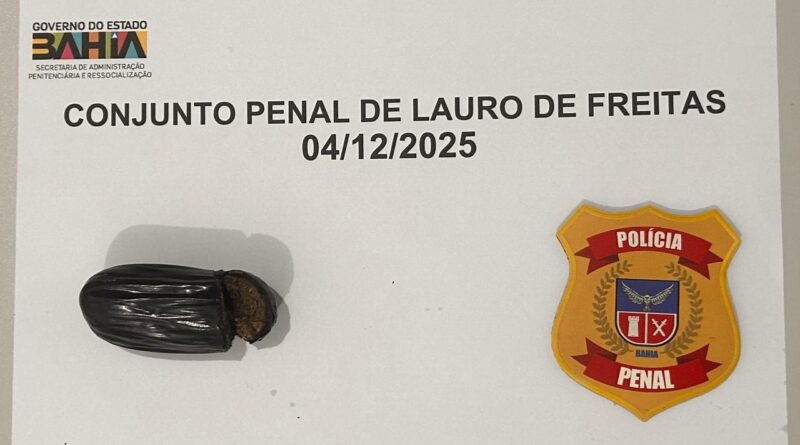 GOVERNO DO ESTADO
BAHIA
SECRETARIA DE ADMINISTRAÇÃO
PENITENCIÁRIA E RESSOCIALIZAÇÃO
CONJUNTO PENAL DE LAURO DE FREITAS
04/12/2025
POLÍCIA
BAHIA
PENAL